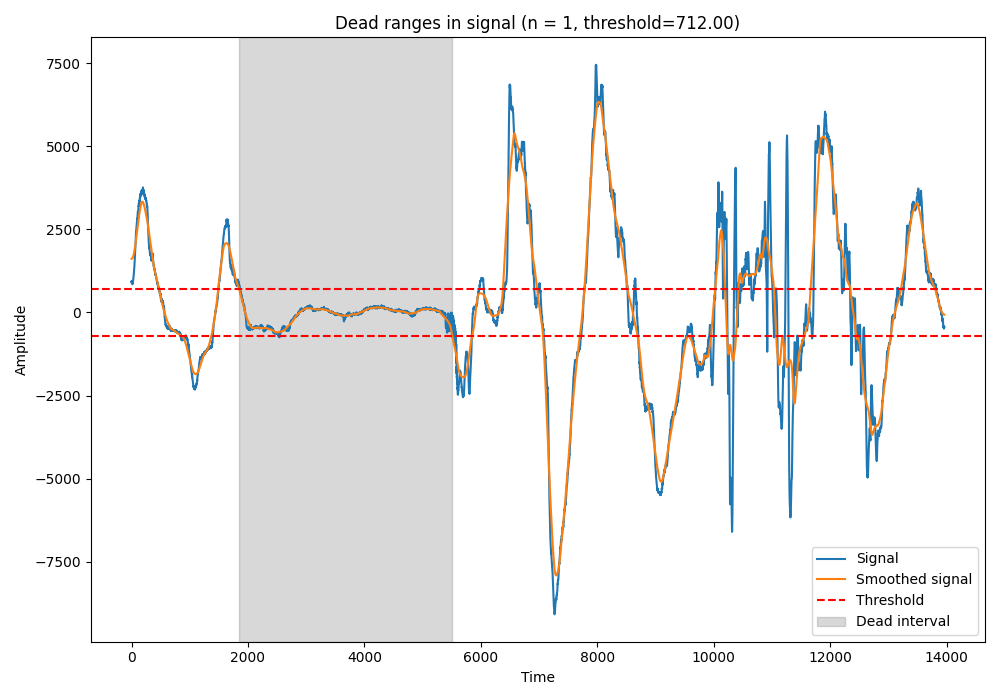 Dead ranges in signal (n = 1, threshold=712.00)
7500
5000
2500
0
−2500
−5000
−7500
Amplitude
0 2000 4000 6000 8000 10000 12000 14000
Time
Signal
Smoothed signal
Threshold
Dead interval